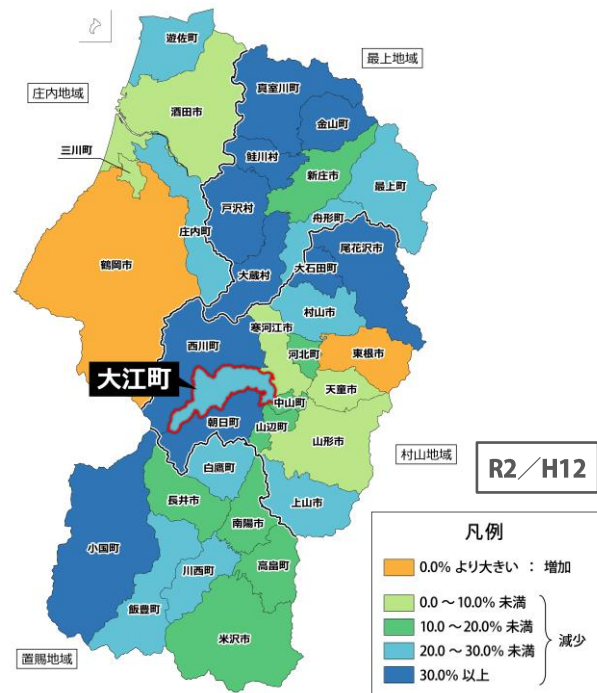 遊佐町
最上地域
真室川町
庄内地域
酒田市
金山町
三川町
鮭川村
新庄市
最上町
戸沢村
舟形町
庄内町
尾花沢市
鶴岡市
大石田町
大蔵村
村山市
寒河江市
西川町
河北町
東根市
大江町
天童市
中山町
朝日町
山辺町
山形市
白鷹町
村山地域
R2/H12
上山市
長井市
南陽市
小国町
高畠町
川西町
飯豊町
米沢市
置賜地域
凡例
0.0% より大きい : 増加
0.0 ~ 10.0% 未満
10.0 ~ 20.0% 未満
20.0 ~ 30.0% 未満
30.0% 以上
減少